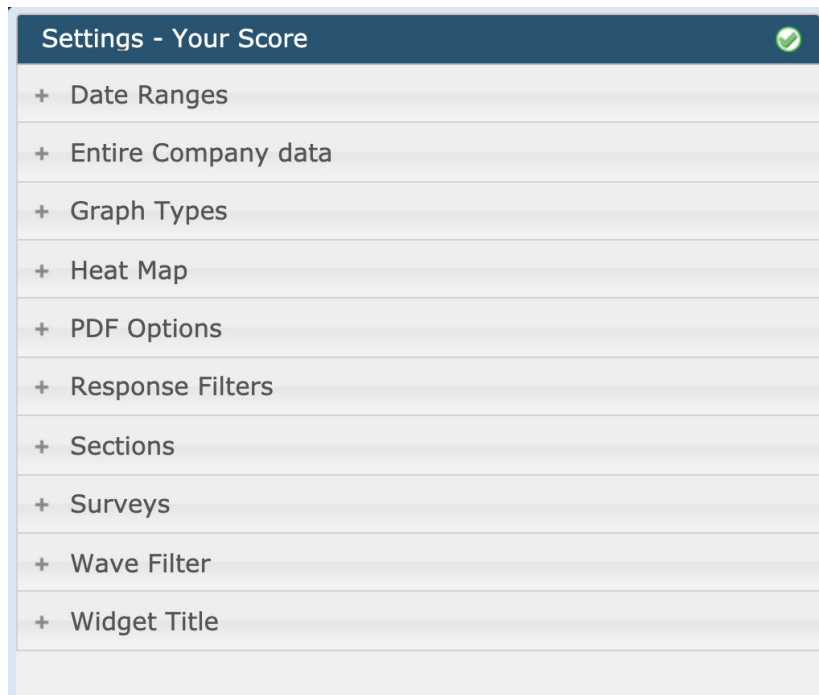 Settings - Your Score
+ Date Ranges
+ Entire Company data
+ Graph Types
+ Heat Map
+ PDF Options
+ Response Filters
+ Sections
+ Surveys
+ Wave Filter
+ Widget Title